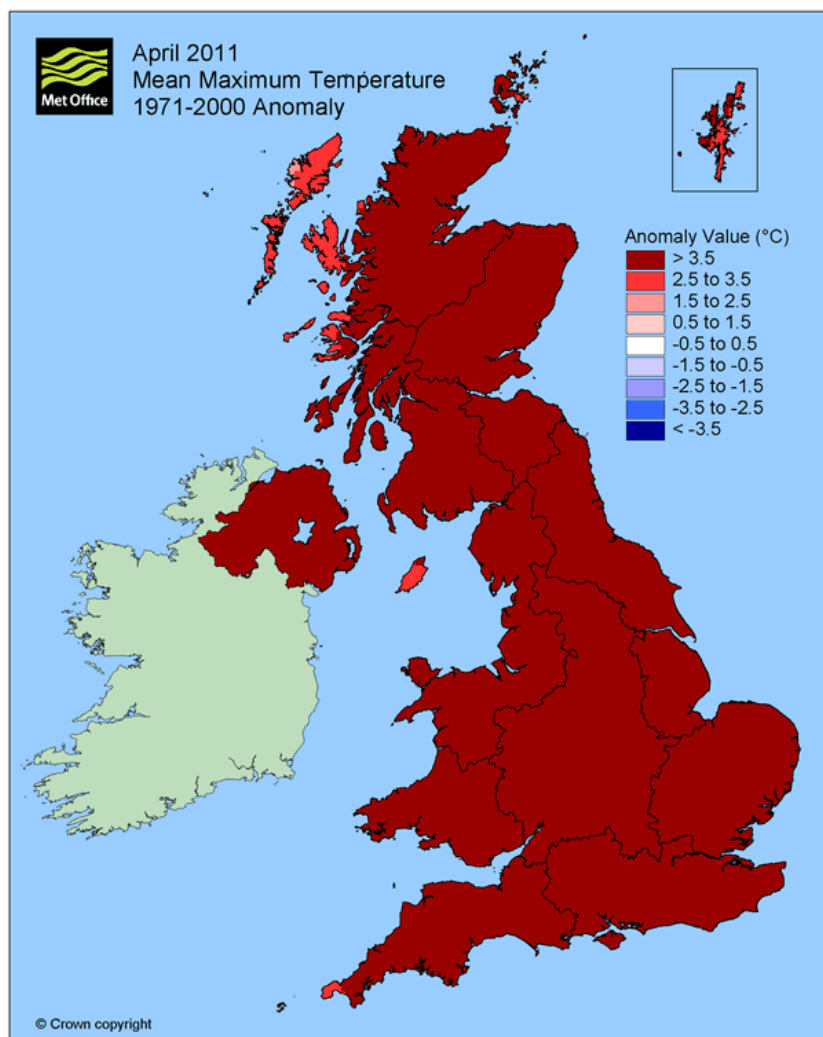 Met Office
April 2011
Mean Maximum Temperature
1971-2000 Anomaly
Anomaly Value (°C)
> 3.5
2.5 to 3.5
1.5 to 2.5
0.5 to 1.5
-0.5 to 0.5
-1.5 to -0.5
-2.5 to -1.5
-3.5 to -2.5
< -3.5
© Crown copyright